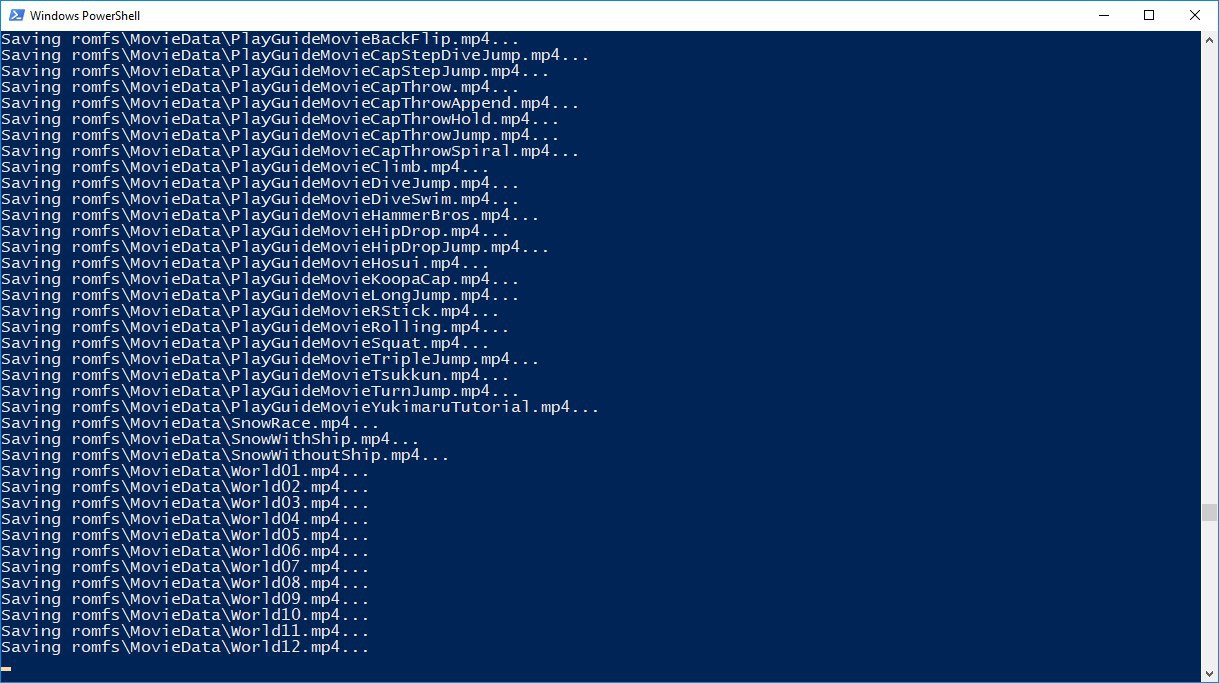 Windows PowerShell
Saving romfs\MovieData\PlayGuideMovieBackFlip.mp4...
Saving romfs\MovieData\PlayGuideMovieCapStepDiveJump.mp4...
Saving romfs\MovieData\PlayGuideMovieCapStepJump.mp4...
Saving romfs\MovieData\PlayGuideMovieCapThrow.mp4...
Saving romfs\MovieData\PlayGuideMovieCapThrowAppend.mp4...
Saving romfs\MovieData\PlayGuideMovieCapThrowHold.mp4...
Saving romfs\MovieData\PlayGuideMovieCapThrowJump.mp4...
Saving romfs\MovieData\PlayGuideMovieCapThrowSpiral.mp4...
Saving romfs\MovieData\PlayGuideMovieClimb.mp4...
Saving romfs\MovieData\PlayGuideMovieDiveJump.mp4...
Saving romfs\MovieData\PlayGuideMovieDiveSwim.mp4...
Saving romfs\MovieData\PlayGuideMovieHammerBros.mp4...
Saving romfs\MovieData\PlayGuideMovieHipDrop.mp4...
Saving romfs\MovieData\PlayGuideMovieHipDropJump.mp4...
Saving romfs\MovieData\PlayGuideMovieHosui.mp4...
Saving romfs\MovieData\PlayGuideMovieKoopaCap.mp4...
Saving romfs\MovieData\PlayGuideMovieLongJump.mp4...
Saving romfs\MovieData\PlayGuideMovieRStick.mp4...
Saving romfs\MovieData\PlayGuideMovieRolling.mp4...
Saving romfs\MovieData\PlayGuideMovieSquat.mp4...
Saving romfs\MovieData\PlayGuideMovieTripleJump.mp4...
Saving romfs\MovieData\PlayGuideMovieTsukkun.mp4...
Saving romfs\MovieData\PlayGuideMovieTurnJump.mp4...
Saving romfs\MovieData\PlayGuideMovieYukimaruTutorial.mp4...
Saving romfs\MovieData\SnowRace.mp4...
Saving romfs\MovieData\SnowWithShip.mp4...
Saving romfs\MovieData\SnowWithoutShip.mp4...
Saving romfs\MovieData\World01.mp4...
Saving romfs\MovieData\World02.mp4...
Saving romfs\MovieData\World03.mp4...
Saving romfs\MovieData\World04.mp4...
Saving romfs\MovieData\World05.mp4...
Saving romfs\MovieData\World06.mp4...
Saving romfs\MovieData\World07.mp4...
Saving romfs\MovieData\World08.mp4...
Saving romfs\MovieData\World09.mp4...
Saving romfs\MovieData\World10.mp4...
Saving romfs\MovieData\World11.mp4...
Saving romfs\MovieData\World12.mp4...